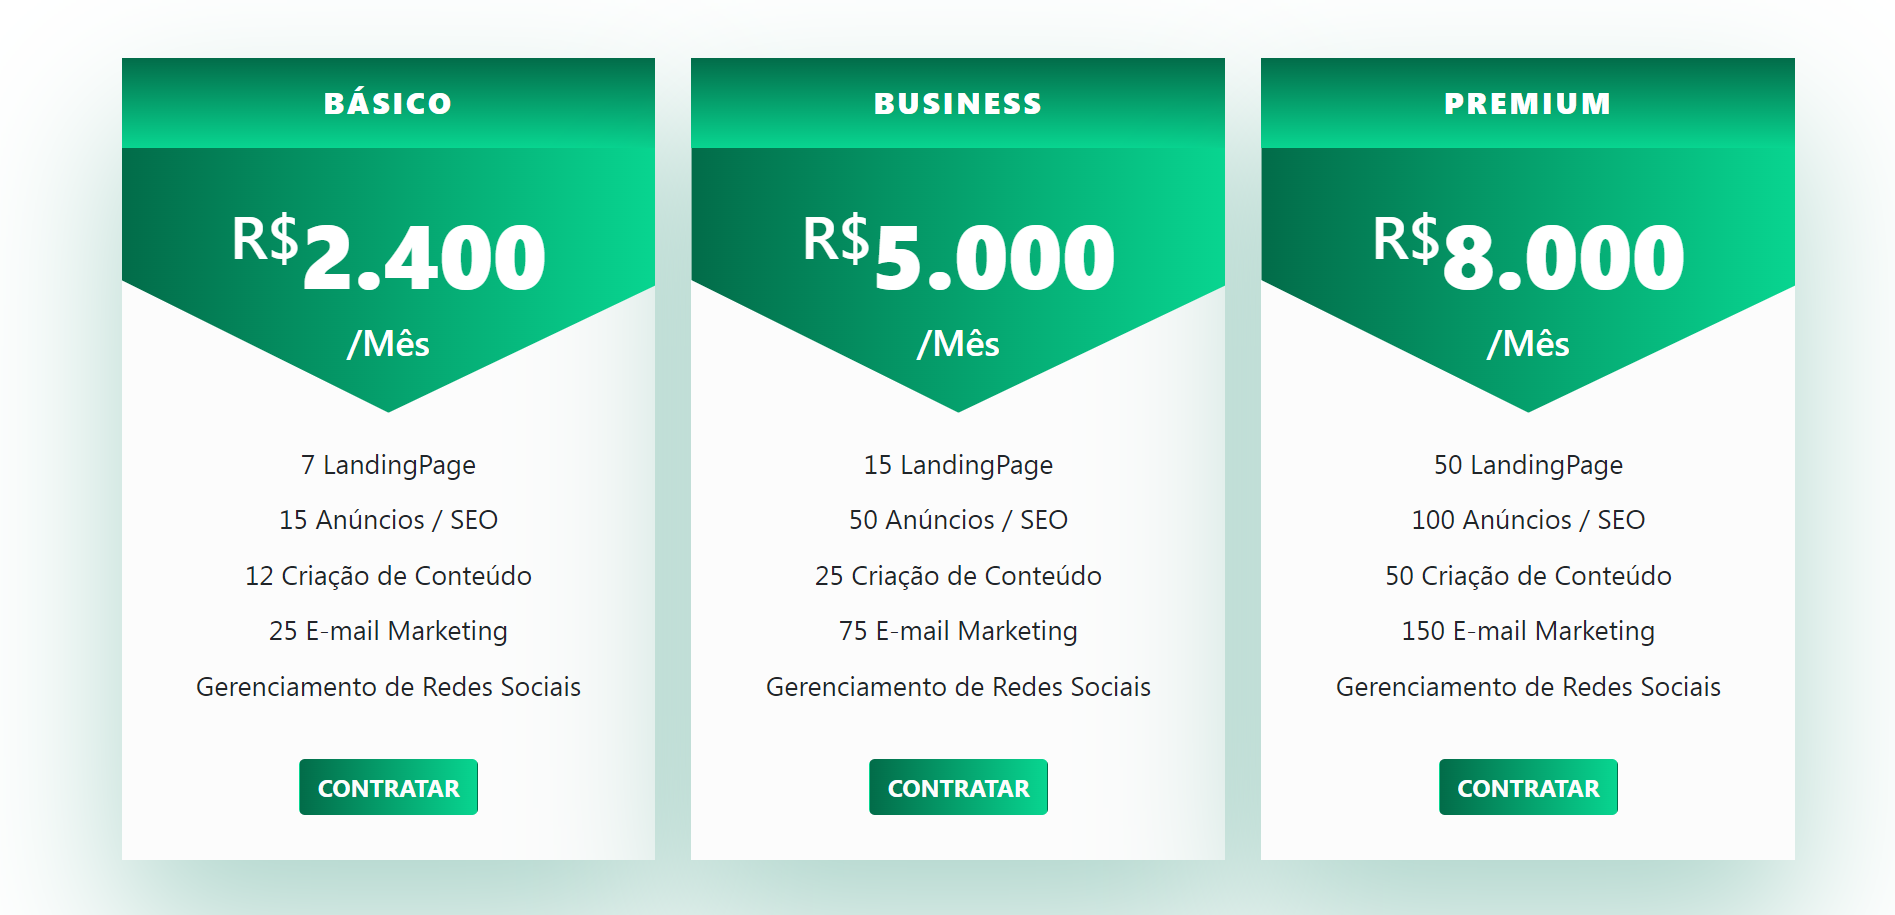 BÁSICO
R$2.400
/Mês
7 LandingPage
15 Anúncios / SEO
12 Criação de Conteúdo
25 E-mail Marketing
Gerenciamento de Redes Sociais
CONTRATAR
BUSINESS
R$5.000
/Mês
15 LandingPage
50 Anúncios / SEO
25 Criação de Conteúdo
75 E-mail Marketing
Gerenciamento de Redes Sociais
CONTRATAR
PREMIUM
R$8.000
/Mês
50 LandingPage
100 Anúncios / SEO
50 Criação de Conteúdo
150 E-mail Marketing
Gerenciamento de Redes Sociais
CONTRATAR